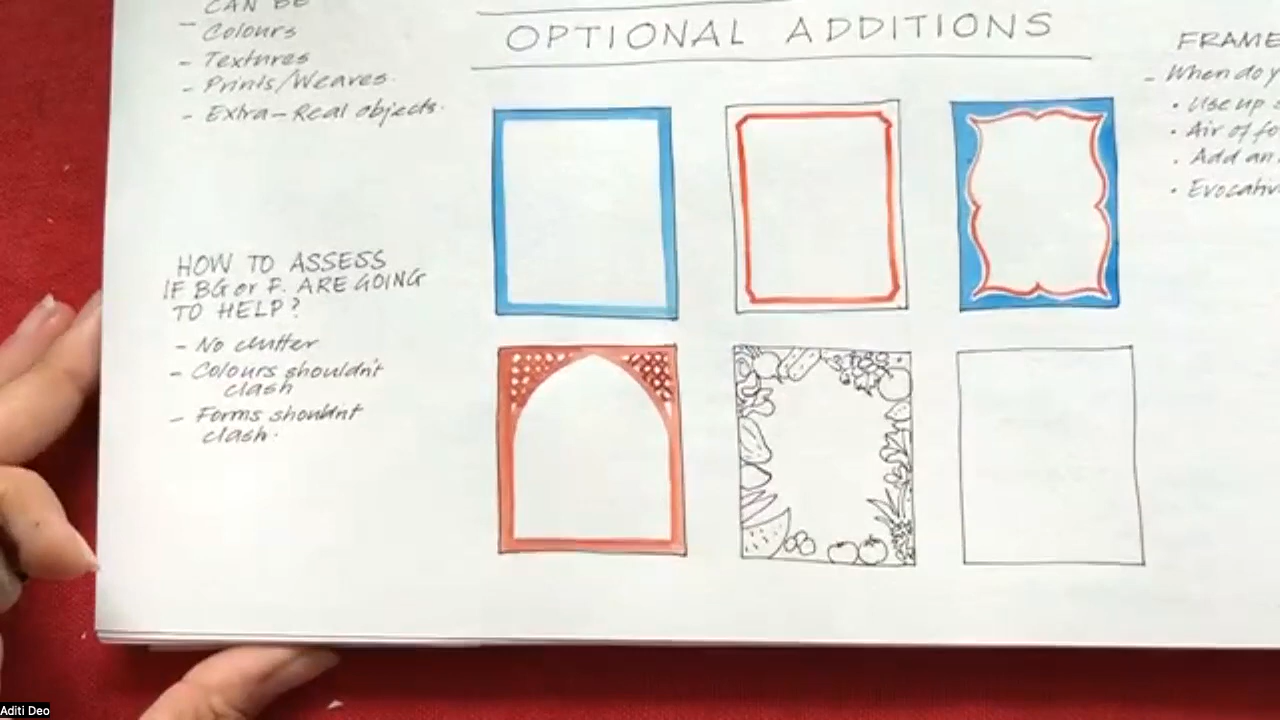 CAN BE
- Colours
- Textures
- Prints/Weaves.
- Extra-Real objects.
OPTIONAL ADDITIONS
FRAME
- When do y
• Use up
• Air of fo
• Add an
• Evocativ
HOW TO ASSESS
IF BG or F. ARE GOING
TO HELP?
- No clutter
- Colours shouldn't
clash
- Forms shouldn't
clash.
Aditi Deo